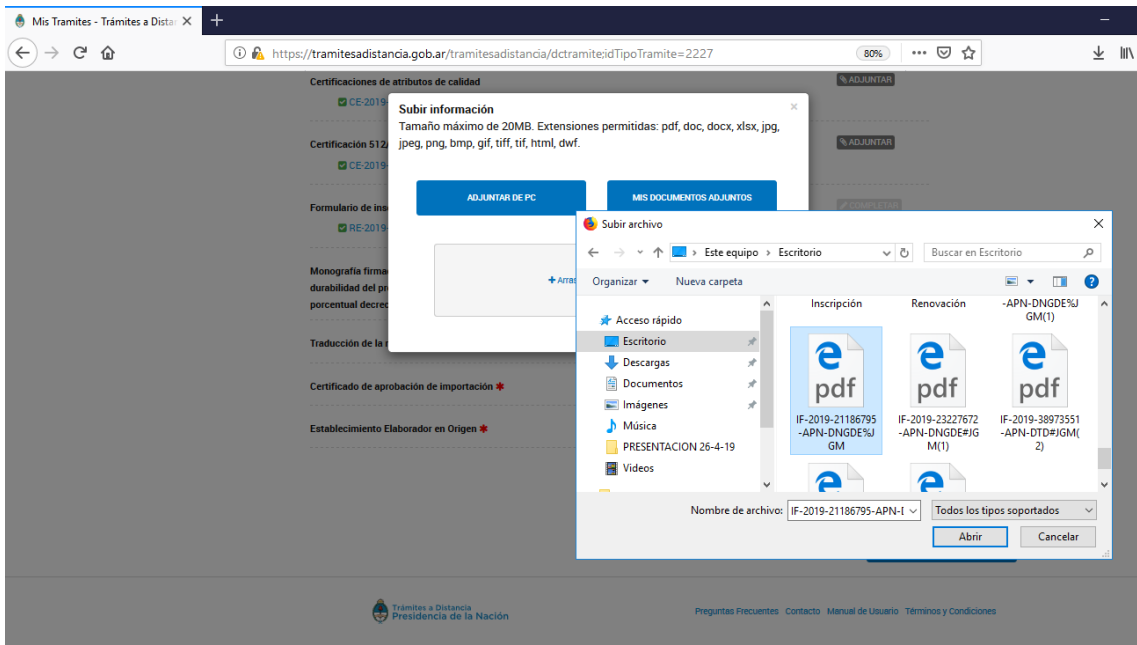 Mis Tramites - Trámites a Dista
https://tramitesadistancia.gob.ar/tramitesadistancia/dctramite;idTipoTramite=2227
80%
Certificaciones de atributos de calidad
ADJUNTAR
CE-2019-
Subir información
Tamaño máximo de 20MB. Extensiones permitidas: pdf, doc, docx, xlsx, jpg,
jpeg, png, bmp, gif, tiff, tif, html, dwf.
Certificación 512/
ADJUNTAR
CE-2019-
ADJUNTAR DE PC
MIS DOCUMENTOS ADJUNTOS
Formulario de ins
COMPLETAR
RE-2019-
Monografía firma
durabilidad del pr
porcentual decrec
+ Arras
Traducción de la
Certificado de aprobación de importación *
Establecimiento Elaborador en Origen *
Subir archivo
Este equipo > Escritorio
Buscar en Escritorio
Organizar
Nueva carpeta
Acceso rápido
Escritorio
Descargas
Documentos
Imágenes
Música
PRESENTACION 26-4-19
Videos
Inscripción
Renovación
-APN-DNGDE%J
GM(1)
pdf
pdf
pdf
IF-2019-21186795
-APN-DNGDE%J
GM
IF-2019-23227672
-APN-DNGDE#JG
M(1)
IF-2019-38973551
-APN-DTD#JGM(
2)
Nombre de archivo:
IF-2019-21186795-APN-D
Todos los tipos soportados
Abrir
Cancelar
Trámites a Distancia
Presidencia de la Nación
Preguntas Frecuentes Contacto Manual de Usuario Términos y Condiciones